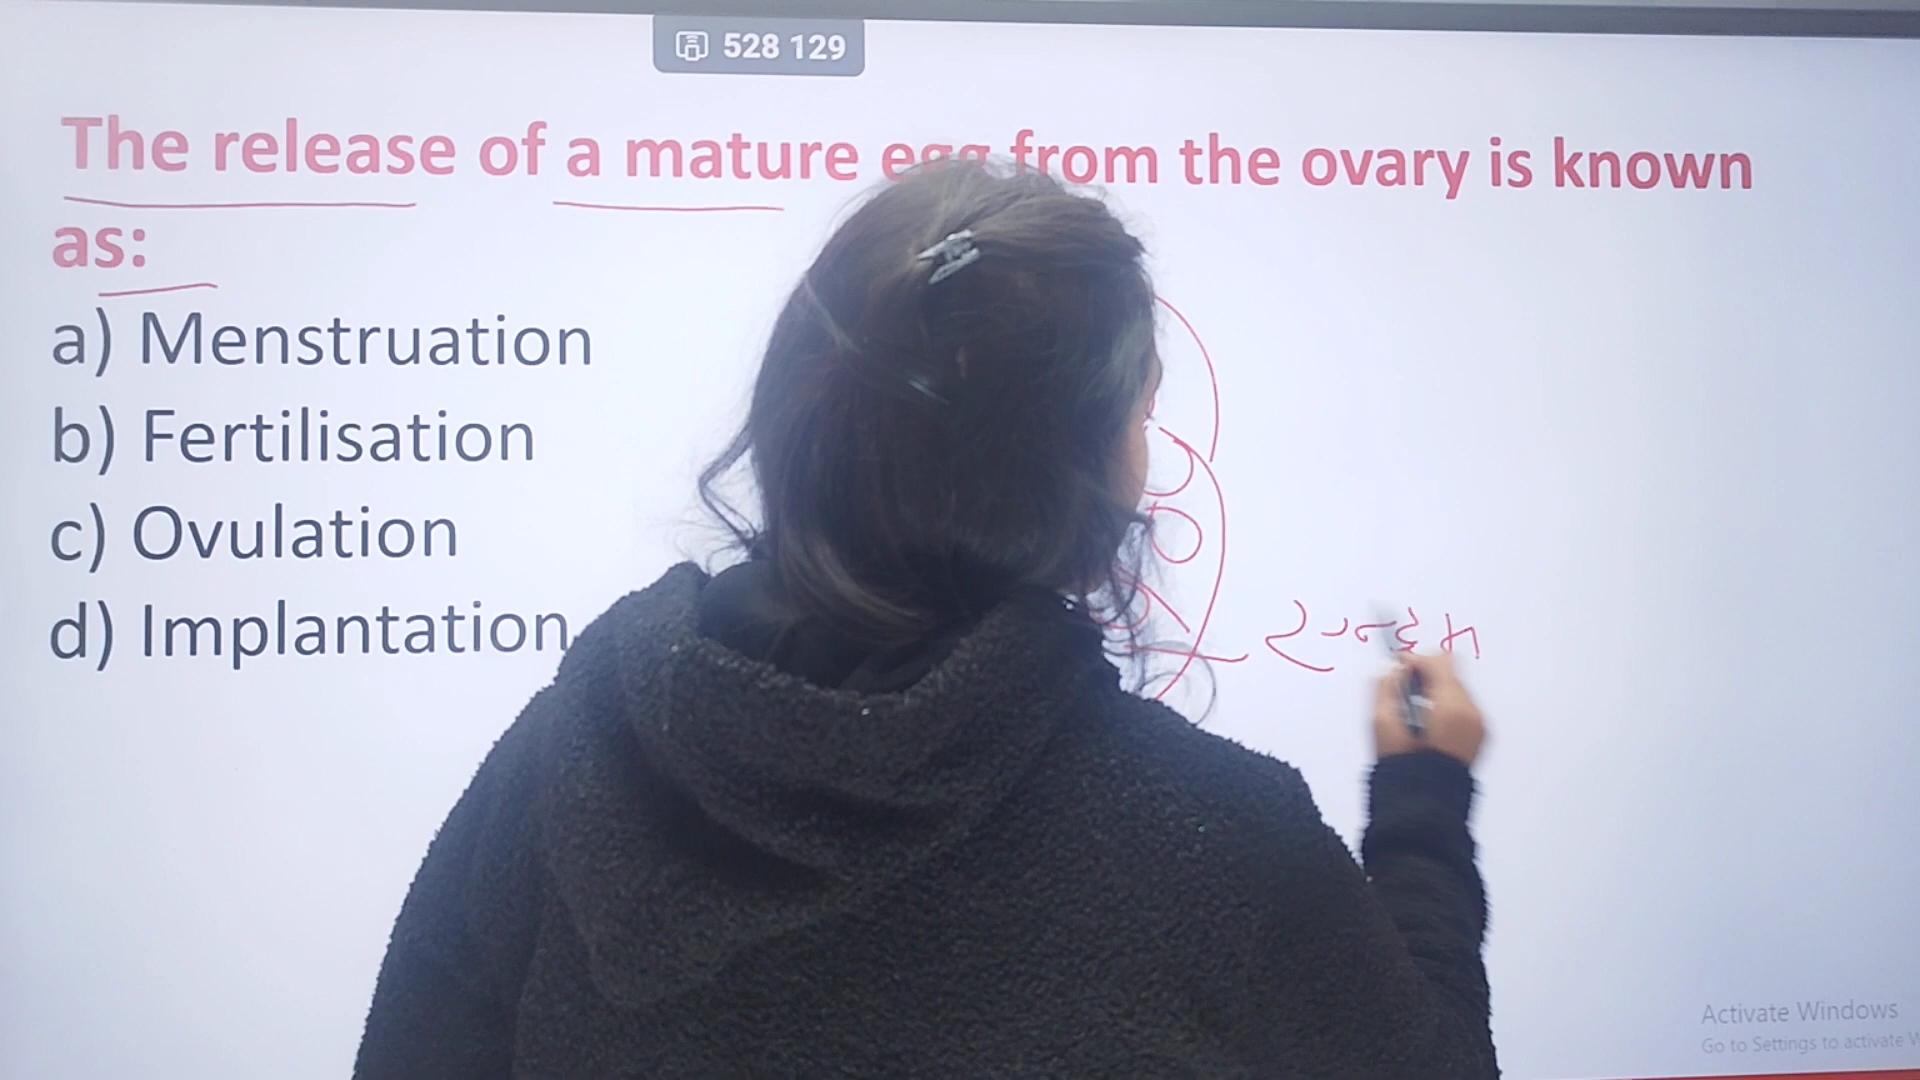 528 129
The release of a mature egg from the ovary is known
as:
a) Menstruation
b) Fertilisation
c) Ovulation
d) Implantation
Activate Windows
Go to Settings to activate W